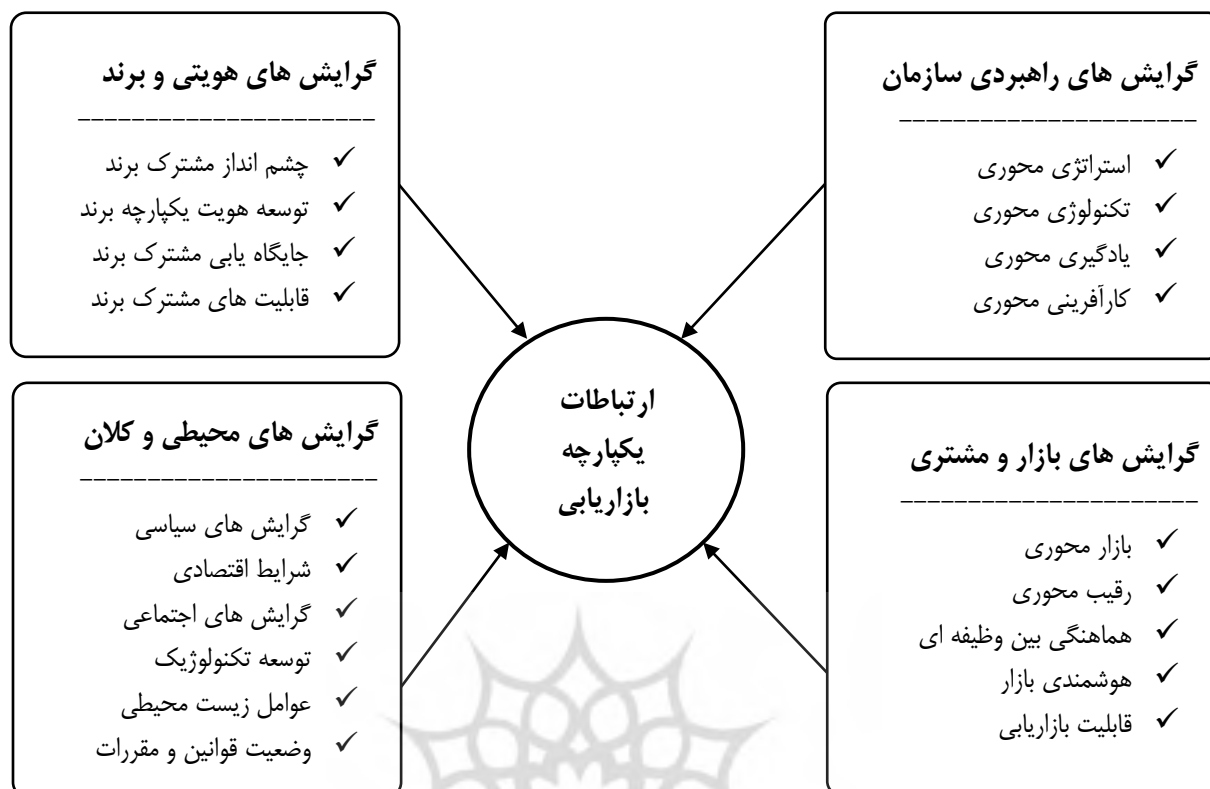 گرایش های راهبردی سازمان
----------------------
✓ استراتژی محوری
✓ تکنولوژی محوری
✓ یادگیری محوری
✓ کارآفرینی محوری
گرایش های هویتی و برند
----------------------
✓ چشم انداز مشترک برند
✓ توسعه هویت یکپارچه برند
✓ جایگاه یابی مشترک برند
✓ قابلیت های مشترک برند
ارتباطات
یکپارچه
بازاریابی
گرایش های بازار و مشتری
----------------------
✓ بازار محوری
✓ رقیب محوری
✓ هماهنگی بین وظیفه ای
✓ هوشمندی بازار
✓ قابلیت بازاریابی
گرایش های محیطی و کلان
----------------------
✓ گرایش های سیاسی
✓ شرایط اقتصادی
✓ گرایش های اجتماعی
✓ توسعه تکنولوژیک
✓ عوامل زیست محیطی
✓ وضعیت قوانین و مقررات